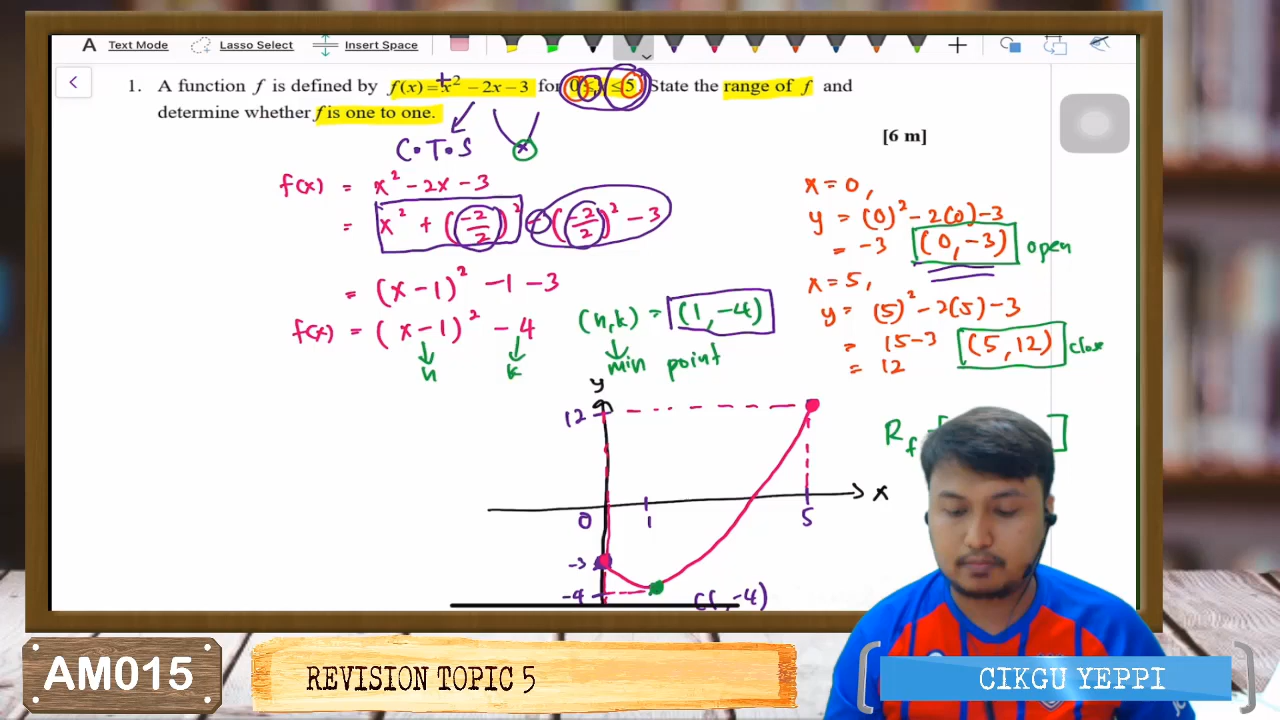 A Text Mode Lasso Select Insert Space
1. A function f is defined by f(x) = x² − 2x − 3 for 0 ≤ 5. State the range of f and
determine whether f is one to one.
[6 m]
+
C.T.S
f(x) = x² − 2x − 3
= x² + (-2/2)² − (-2/2)² − 3
= (x−1)² − 1 − 3
f(x) = (x−1)² − 4
h k
(h,k) = (1, −4)
min point
x = 0,
y = (0)² − 2(0) − 3
= −3 (0, −3) open
x = 5,
y = (5)² − 2(5) − 3
= 15 − 3 (5, 12) close
= 12
R_f = [ ]
y
12
x
0 1 5
−3
−4 (1, −4)
AM015
REVISION TOPIC 5
CIKGU YEPPI